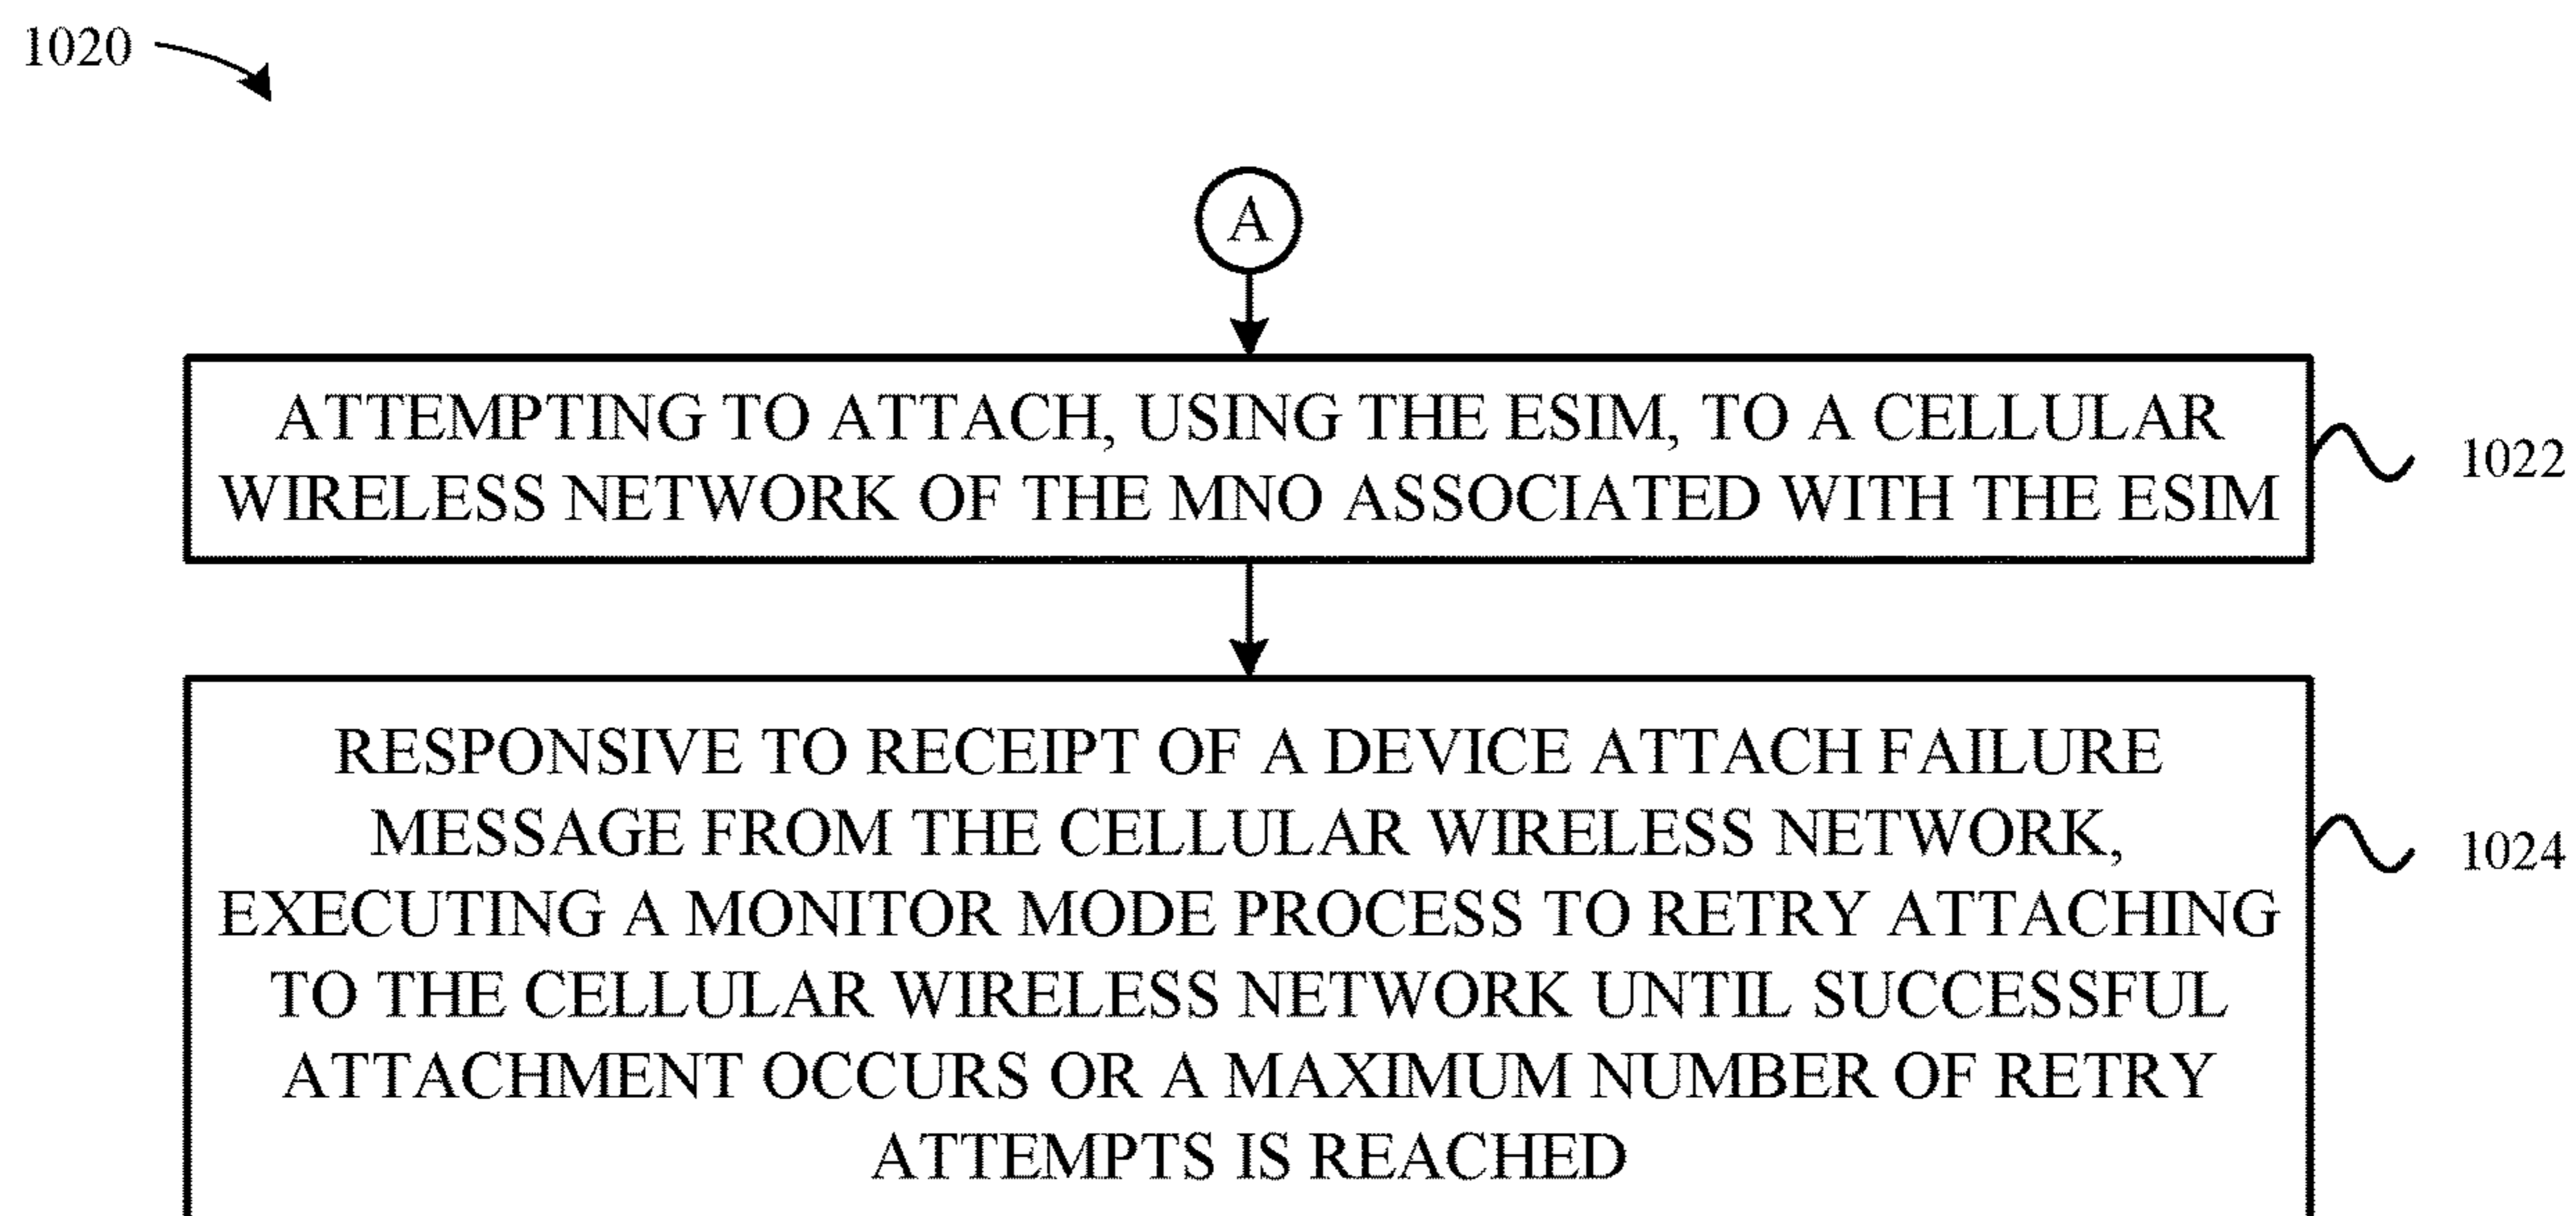 1020
A
ATTEMPTING TO ATTACH, USING THE ESIM, TO A CELLULAR
WIRELESS NETWORK OF THE MNO ASSOCIATED WITH THE ESIM
1022
RESPONSIVE TO RECEIPT OF A DEVICE ATTACH FAILURE
MESSAGE FROM THE CELLULAR WIRELESS NETWORK,
EXECUTING A MONITOR MODE PROCESS TO RETRY ATTACHING
TO THE CELLULAR WIRELESS NETWORK UNTIL SUCCESSFUL
ATTACHMENT OCCURS OR A MAXIMUM NUMBER OF RETRY
ATTEMPTS IS REACHED
1024